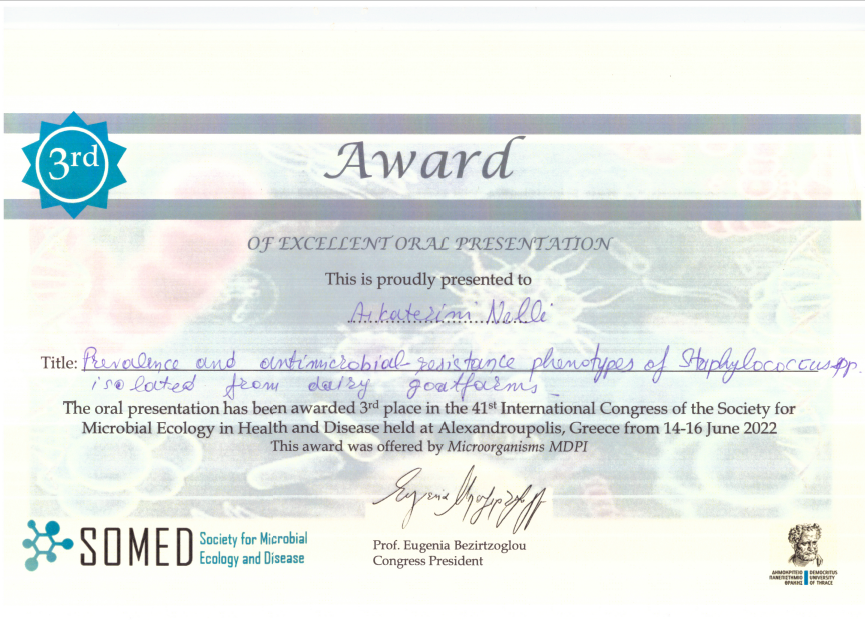 3rd
Award
OF EXCELLENT ORAL PRESENTATION
This is proudly presented to
Aikaterini Nelli
Title: Prevalence and antimicrobial-resistance phenotypes of Staphylococcus spp.
isolated from dairy goat farms
The oral presentation has been awarded 3rd place in the 41st International Congress of the Society for
Microbial Ecology in Health and Disease held at Alexandroupolis, Greece from 14-16 June 2022
This award was offered by Microorganisms MDPI
Prof. Eugenia Bezirtzoglou
Congress President
SOMED Society for Microbial
Ecology and Disease
ΔΗΜΟΚΡΙΤΕΙΟ DEMOCRITUS
ΠΑΝΕΠΙΣΤΗΜΙΟ UNIVERSITY
ΘΡΑΚΗΣ OF THRACE